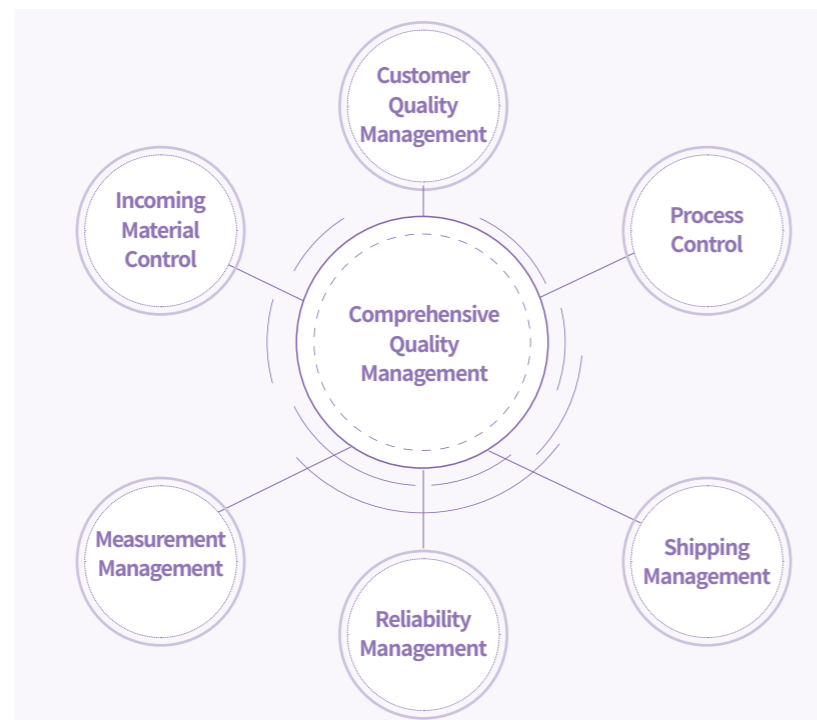 Customer
Quality
Management
Incoming
Material
Control
Process
Control
Comprehensive
Quality
Management
Measurement
Management
Shipping
Management
Reliability
Management